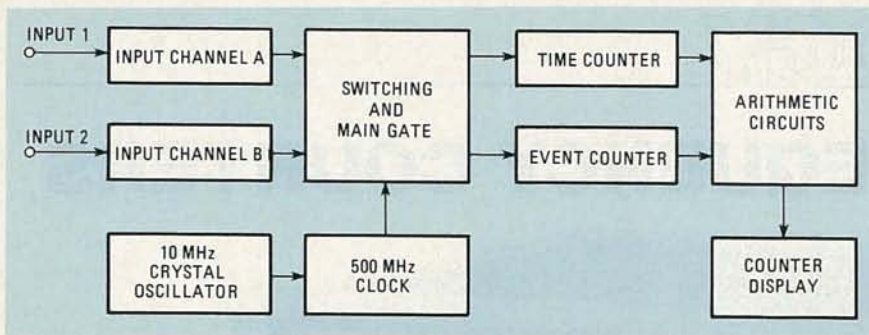 INPUT 1
INPUT CHANNEL A
SWITCHING
AND
MAIN GATE
TIME COUNTER
ARITHMETIC
CIRCUITS
INPUT 2
INPUT CHANNEL B
EVENT COUNTER
10 MHz
CRYSTAL
OSCILLATOR
500 MHz
CLOCK
COUNTER
DISPLAY